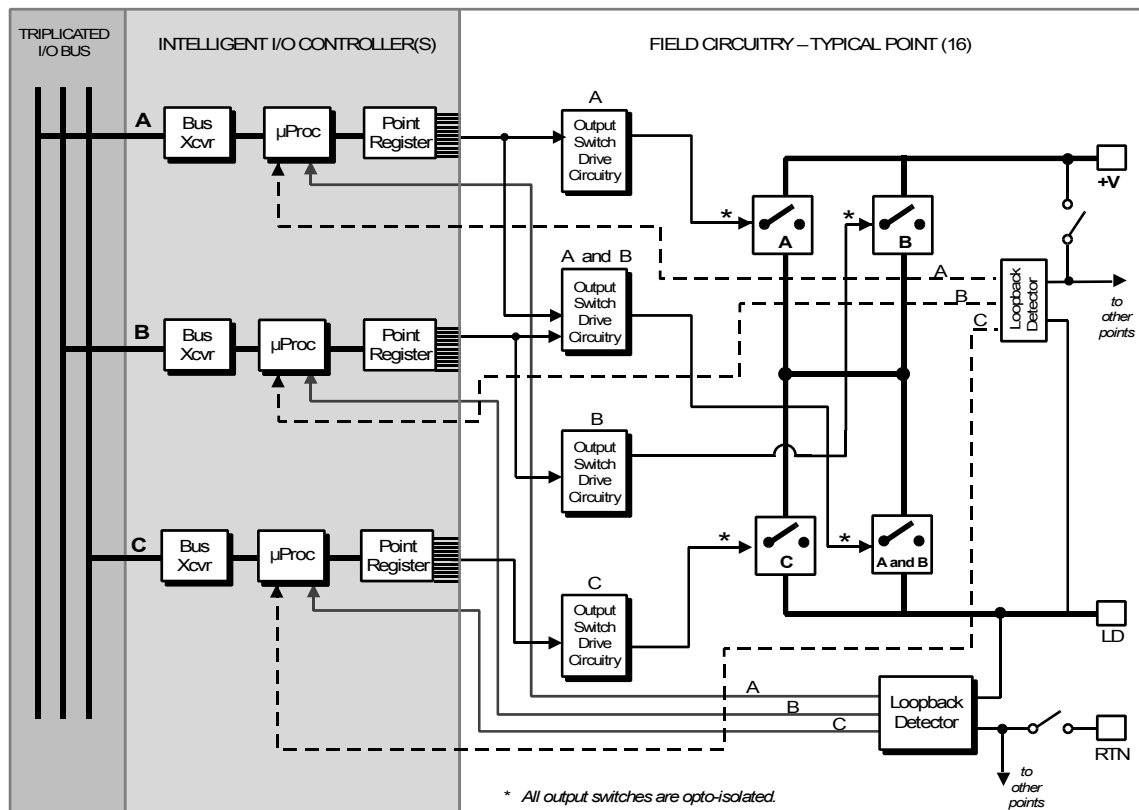 TRIPLICATED
I/O BUS
INTELLIGENT I/O CONTROLLER(S)
FIELD CIRCUITRY – TYPICAL POINT (16)
A
Bus
Xcvr
µProc
Point
Register
A
Output
Switch
Drive
Circuitry
*
A
*
B
+V
A and B
Output
Switch
Drive
Circuitry
A
B
C
Loopback
Detector
to
other
points
B
Bus
Xcvr
µProc
Point
Register
B
Output
Switch
Drive
Circuitry
C
Bus
Xcvr
µProc
Point
Register
*
C
*
A and B
C
Output
Switch
Drive
Circuitry
LD
A
B
C
Loopback
Detector
RTN
to
other
points
* All output switches are opto-isolated.